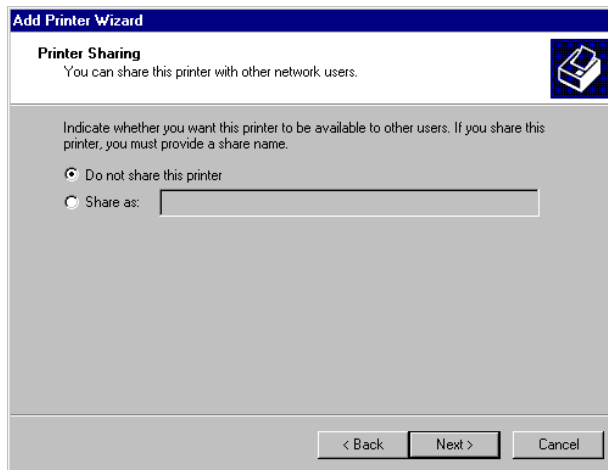 Add Printer Wizard
Printer Sharing
You can share this printer with other network users.
Indicate whether you want this printer to be available to other users. If you share this
printer, you must provide a share name.
Do not share this printer
Share as:
< Back Next > Cancel